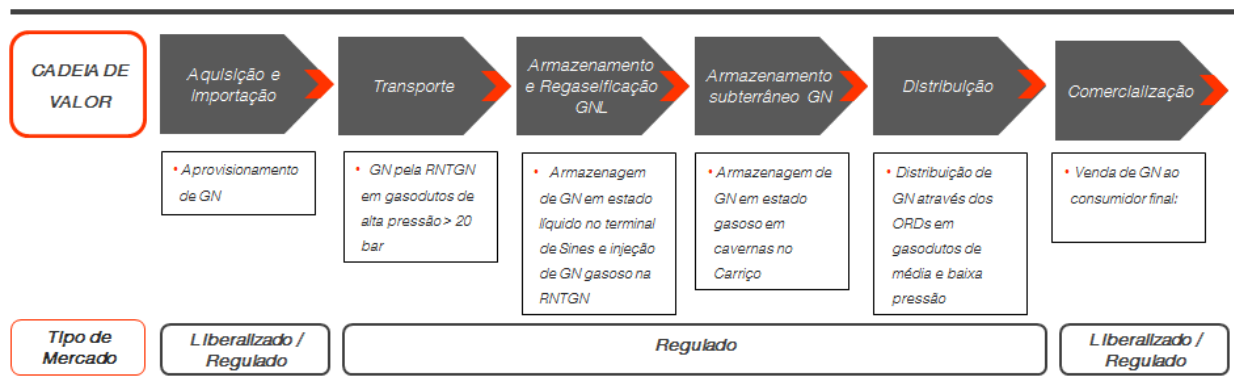 CADEIA DE
VALOR
Aquisição e
Importação
Transporte
Armazenamento
e Regaseificação
GNL
Armazenamento
subterrâneo GN
Distribuição
Comercialização
• Aprovisionamento
de GN
• GN pela RNTGN
em gasodutos de
alta pressão > 20
bar
• Armazenagem
de GN em estado
líquido no terminal
de Sines e injeção
de GN gasoso na
RNTGN
• Armazenagem de
GN em estado
gasoso em
cavernas no
Carriço
• Distribuição de
GN através dos
ORDs em
gasodutos de
média e baixa
pressão
• Venda de GN ao
consumidor final:
Tipo de
Mercado
Liberalizado /
Regulado
Regulado
Liberalizado /
Regulado